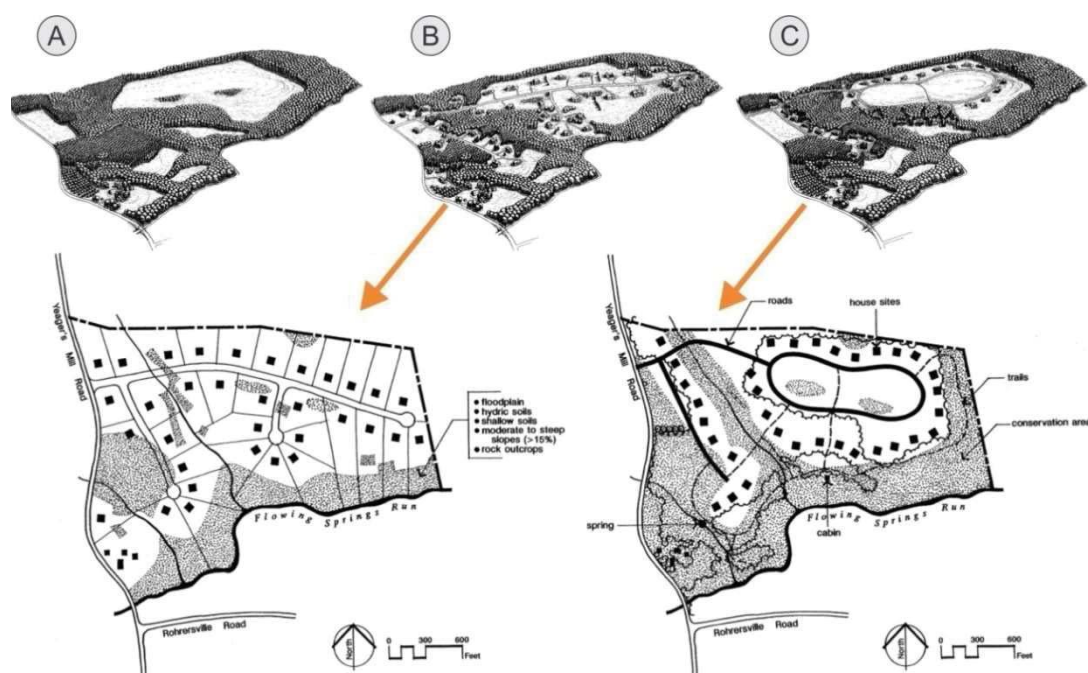 A
B
C
Yeager's Mill Road
floodplain
hydric soils
shallow soils
moderate to steep
slopes (>15%)
rock outcrops
Flowing Springs Run
Rohrersville Road
North
0 300 600
Feet
Yeager's Mill Road
roads
house sites
trails
conservation area
spring
cabin
Flowing Springs Run
Rohrersville Road
North
0 300 600
Feet